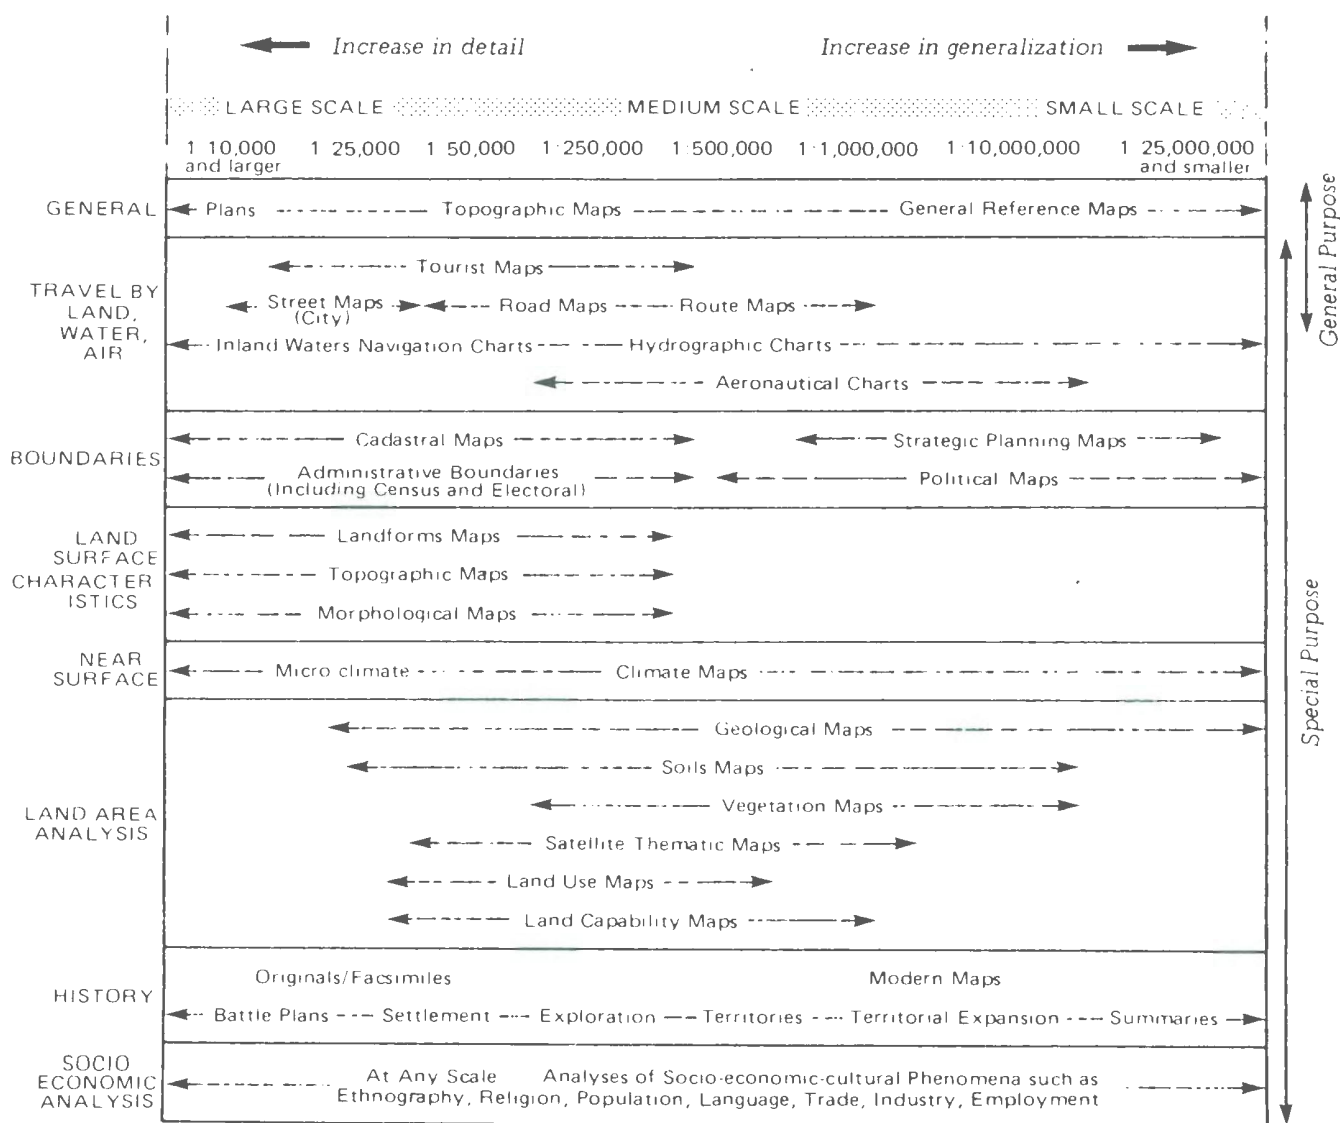 Increase in detail Increase in generalization
LARGE SCALE MEDIUM SCALE SMALL SCALE
1 10,000 1 25,000 1 50,000 1·250,000 1·500,000 1·1,000,000 1·10,000,000 1 25,000,000
and larger and smaller
GENERAL Plans Topographic Maps General Reference Maps
General Purpose
TRAVEL BY
LAND,
WATER,
AIR
Tourist Maps
Street Maps Road Maps Route Maps
(City)
Inland Waters Navigation Charts Hydrographic Charts
Aeronautical Charts
BOUNDARIES
Cadastral Maps Strategic Planning Maps
Administrative Boundaries Political Maps
(Including Census and Electoral)
LAND
SURFACE
CHARACTER
ISTICS
Landforms Maps
Topographic Maps
Morphological Maps
NEAR
SURFACE
Micro climate Climate Maps
Special Purpose
LAND AREA
ANALYSIS
Geological Maps
Soils Maps
Vegetation Maps
Satellite Thematic Maps
Land Use Maps
Land Capability Maps
HISTORY
Originals/Facsimiles Modern Maps
Battle Plans Settlement Exploration Territories Territorial Expansion Summaries
SOCIO
ECONOMIC
ANALYSIS
At Any Scale Analyses of Socio-economic-cultural Phenomena such as
Ethnography, Religion, Population, Language, Trade, Industry, Employment